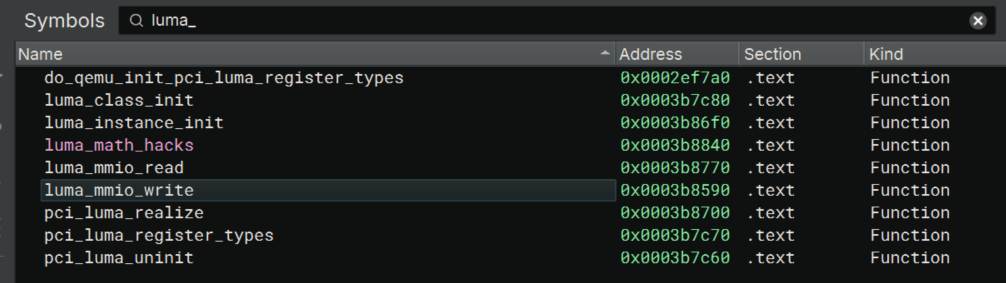 Symbols luma_
Name Address Section Kind
do_qemu_init_pci_luma_register_types 0x0002ef7a0 .text Function
luma_class_init 0x0003b7c80 .text Function
luma_instance_init 0x0003b86f0 .text Function
luma_math_hacks 0x0003b8840 .text Function
luma_mmio_read 0x0003b8770 .text Function
luma_mmio_write 0x0003b8590 .text Function
pci_luma_realize 0x0003b8700 .text Function
pci_luma_register_types 0x0003b7c70 .text Function
pci_luma_uninit 0x0003b7c60 .text Function